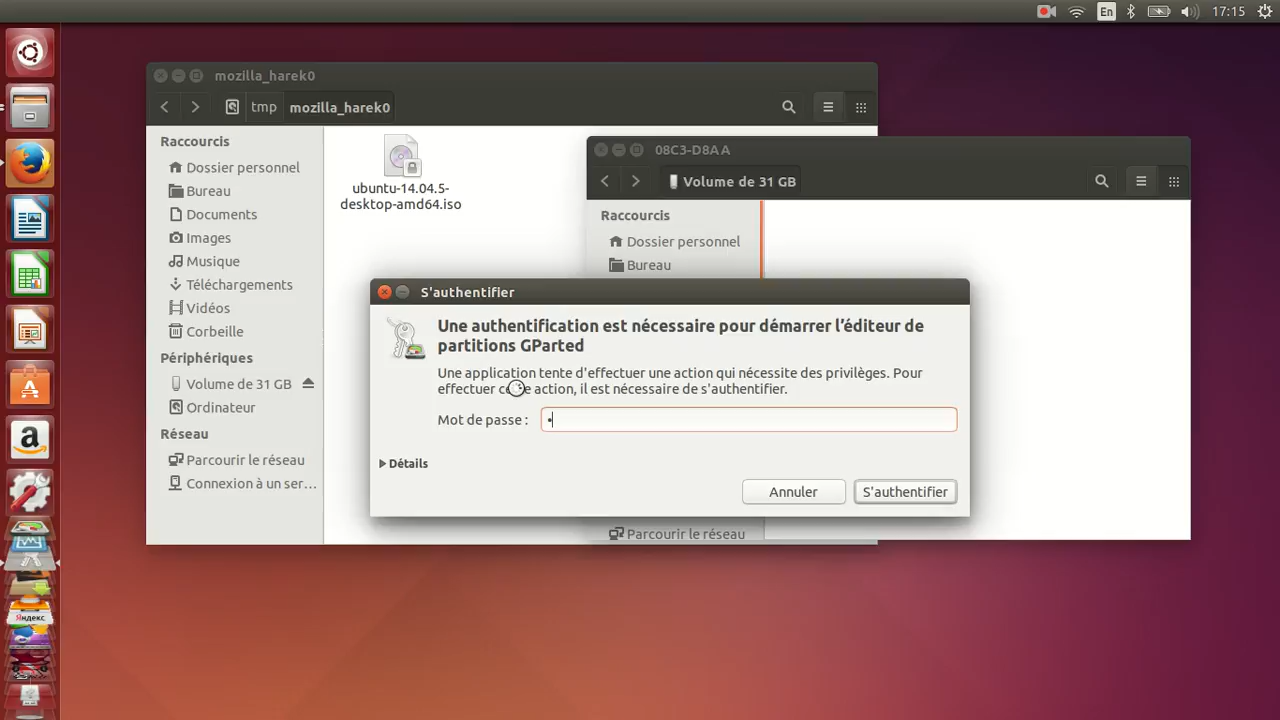 En
17:15
mozilla_harek0
tmp
mozilla_harek0
Raccourcis
Dossier personnel
Bureau
Documents
Images
Musique
Téléchargements
Vidéos
Corbeille
Périphériques
Volume de 31 GB
Ordinateur
Réseau
Parcourir le réseau
Connexion à un ser…
ubuntu-14.04.5-
desktop-amd64.iso
08C3-D8AA
Volume de 31 GB
Raccourcis
Dossier personnel
Bureau
Parcourir le réseau
S'authentifier
Une authentification est nécessaire pour démarrer l’éditeur de
partitions GParted
Une application tente d'effectuer une action qui nécessite des privilèges. Pour
effectuer cette action, il est nécessaire de s'authentifier.
Mot de passe :
Détails
Annuler
S'authentifier
Яндекс